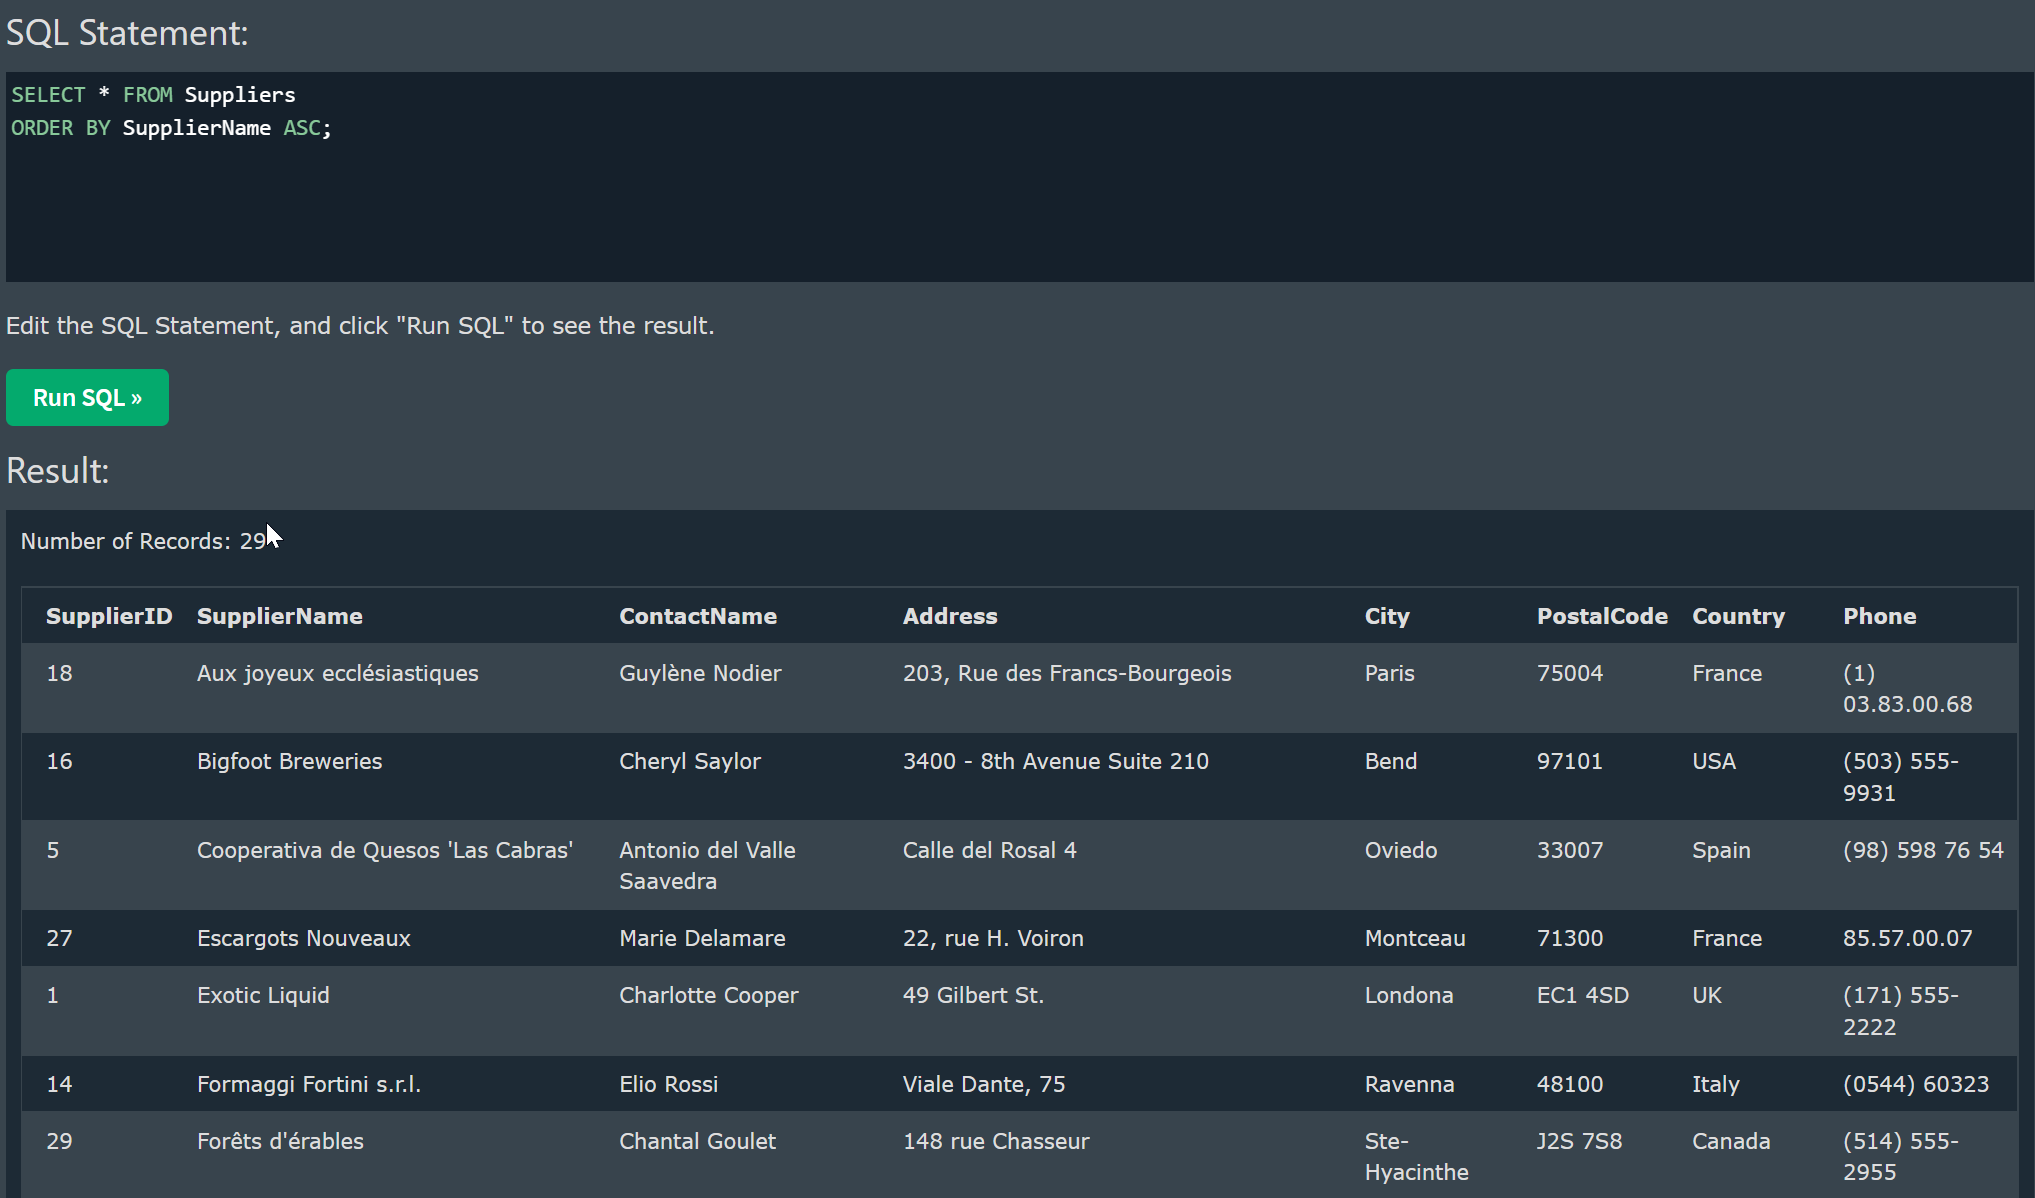 SQL Statement:
SELECT * FROM Suppliers
ORDER BY SupplierName ASC;
Edit the SQL Statement, and click "Run SQL" to see the result.
Run SQL »
Result:
Number of Records: 29
SupplierID SupplierName ContactName Address City PostalCode Country Phone
18 Aux joyeux ecclésiastiques Guylène Nodier 203, Rue des Francs-Bourgeois Paris 75004 France (1)
03.83.00.68
16 Bigfoot Breweries Cheryl Saylor 3400 - 8th Avenue Suite 210 Bend 97101 USA (503) 555-
9931
5 Cooperativa de Quesos 'Las Cabras' Antonio del Valle Calle del Rosal 4 Oviedo 33007 Spain (98) 598 76 54
Saavedra
27 Escargots Nouveaux Marie Delamare 22, rue H. Voiron Montceau 71300 France 85.57.00.07
1 Exotic Liquid Charlotte Cooper 49 Gilbert St. Londona EC1 4SD UK (171) 555-
2222
14 Formaggi Fortini s.r.l. Elio Rossi Viale Dante, 75 Ravenna 48100 Italy (0544) 60323
29 Forêts d'érables Chantal Goulet 148 rue Chasseur Ste- J2S 7S8 Canada (514) 555-
Hyacinthe 2955